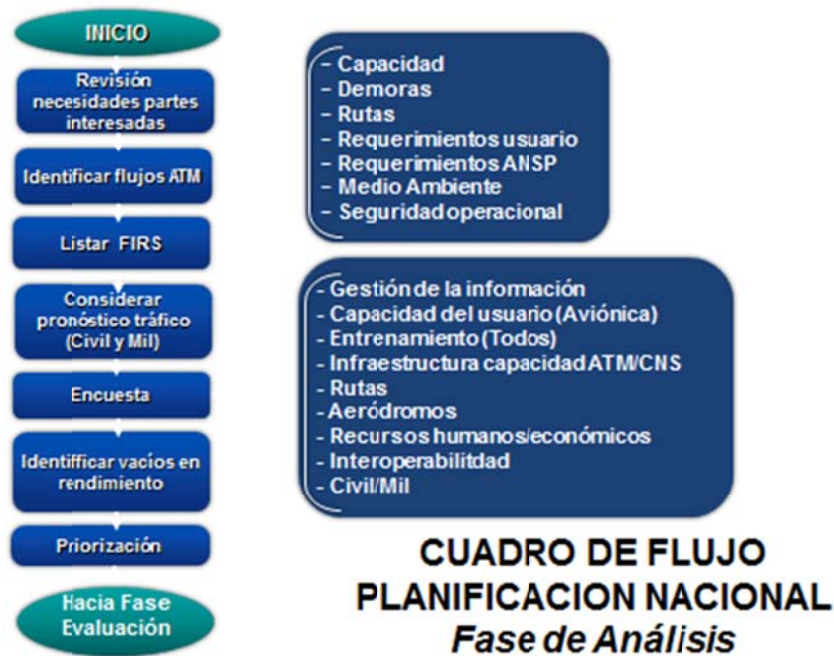 INICIO
Revisión
necesidades partes
interesadas
Identificar flujos ATM
Listar FIRS
Considerar
pronóstico tráfico
(Civil y Mil)
Encuesta
Identifficar vacíos en
rendimiento
Priorización
Hacia Fase
Evaluación
– Capacidad
– Demoras
– Rutas
– Requerimientos usuario
– Requerimientos ANSP
– Medio Ambiente
– Seguridad operacional
- Gestión de la información
- Capacidad del usuario (Aviónica)
- Entrenamiento (Todos)
- Infraestructura capacidad ATM/CNS
- Rutas
- Aeródromos
- Recursos humanos/económicos
- Interoperabilitdad
- Civil/Mil
CUADRO DE FLUJO
PLANIFICACION NACIONAL
Fase de Análisis